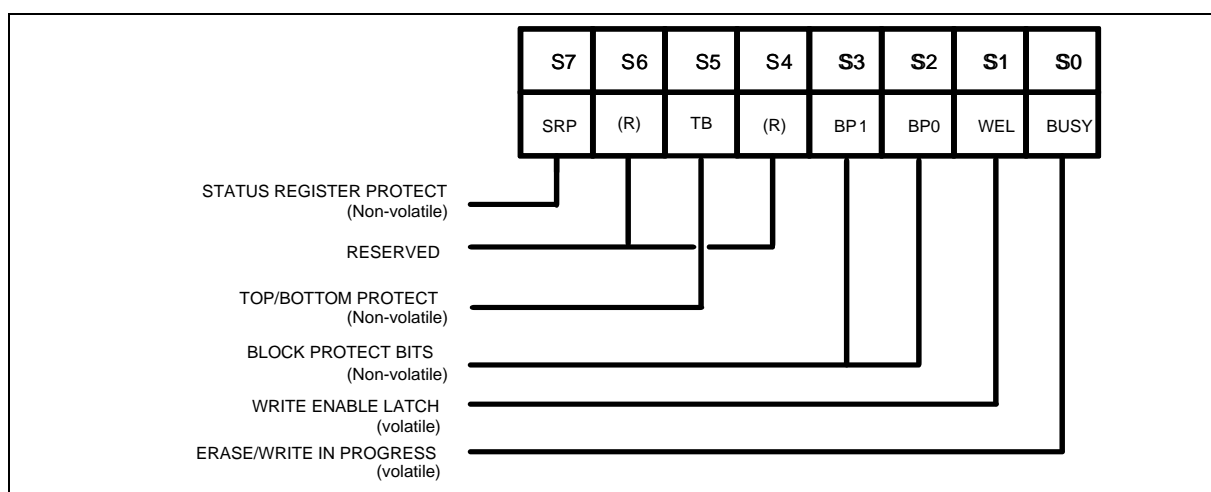 S7 S6 S5 S4 S3 S2 S1 S0
SRP (R) TB (R) BP1 BP0 WEL BUSY
STATUS REGISTER PROTECT
(Non-volatile)
RESERVED
TOP/BOTTOM PROTECT
(Non-volatile)
BLOCK PROTECT BITS
(Non-volatile)
WRITE ENABLE LATCH
(volatile)
ERASE/WRITE IN PROGRESS
(volatile)